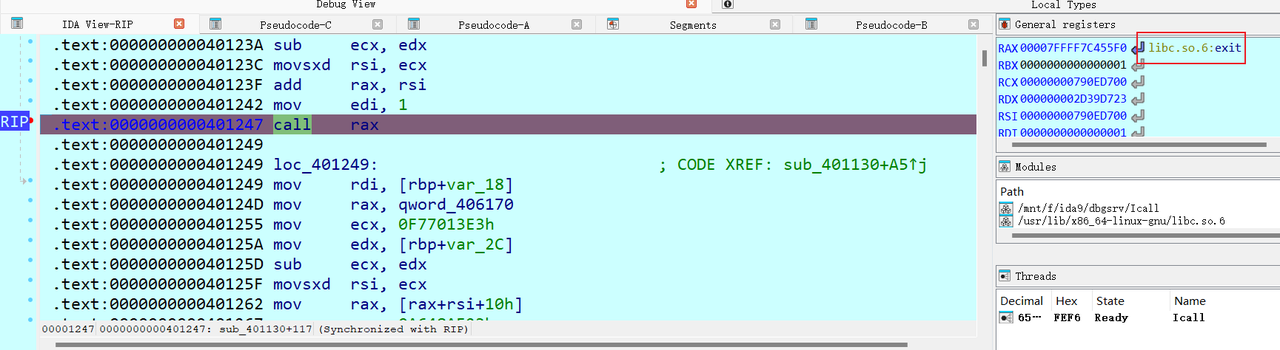 Debug View
Local Types
IDA View-RIP
Pseudocode-C
Pseudocode-A
Segments
Pseudocode-B
General registers
.text:000000000040123A sub ecx, edx
.text:000000000040123C movsxd rsi, ecx
.text:000000000040123F add rax, rsi
.text:0000000000401242 mov edi, 1
RIP .text:0000000000401247 call rax
.text:0000000000401249
.text:0000000000401249 loc_401249: ; CODE XREF: sub_401130+A5↑j
.text:0000000000401249 mov rdi, [rbp+var_18]
.text:000000000040124D mov rax, qword_406170
.text:0000000000401255 mov ecx, 0F77013E3h
.text:000000000040125A mov edx, [rbp+var_2C]
.text:000000000040125D sub ecx, edx
.text:000000000040125F movsxd rsi, ecx
.text:0000000000401262 mov rax, [rax+rsi+10h]
00001247 0000000000401247: sub_401130+117 (Synchronized with RIP)
RAX 00007FFFF7C455F0 libc.so.6:exit
RBX 0000000000000001
RCX 00000000790ED700
RDX 000000002D39D723
RSI 00000000790ED700
RDI 0000000000000001
Modules
Path
/mnt/f/ida9/dbgsrv/Icall
/usr/lib/x86_64-linux-gnu/libc.so.6
Threads
Decimal Hex State Name
65… FEF6 Ready Icall